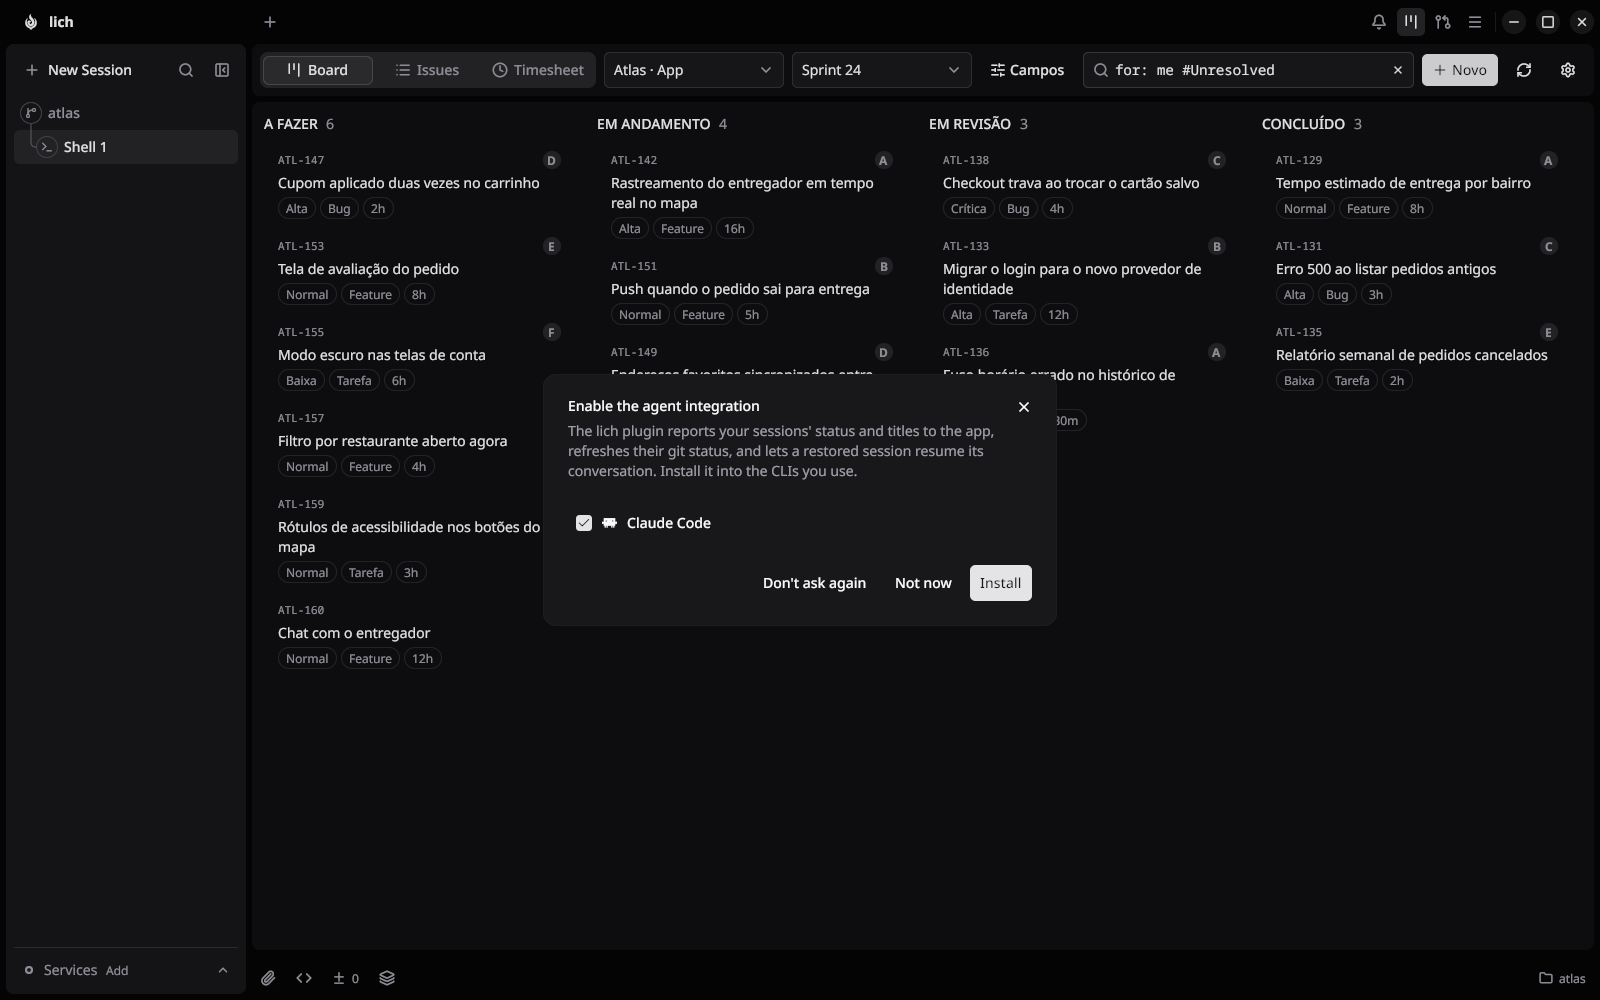 lich
New Session
atlas
Shell 1
Board
Issues
Timesheet
Atlas · App
Sprint 24
Campos
for: me #Unresolved
Novo
A FAZER 6
ATL-147
D
Cupom aplicado duas vezes no carrinho
Alta
Bug
2h
ATL-153
E
Tela de avaliação do pedido
Normal
Feature
8h
ATL-155
F
Modo escuro nas telas de conta
Baixa
Tarefa
6h
ATL-157
Filtro por restaurante aberto agora
Normal
Feature
4h
ATL-159
Rótulos de acessibilidade nos botões do
mapa
Normal
Tarefa
3h
ATL-160
Chat com o entregador
Normal
Feature
12h
EM ANDAMENTO 4
ATL-142
A
Rastreamento do entregador em tempo
real no mapa
Alta
Feature
16h
ATL-151
B
Push quando o pedido sai para entrega
Normal
Feature
5h
ATL-149
D
Endereços favoritos sincronizados entre
EM REVISÃO 3
ATL-138
C
Checkout trava ao trocar o cartão salvo
Crítica
Bug
4h
ATL-133
B
Migrar o login para o novo provedor de
identidade
Alta
Tarefa
12h
ATL-136
A
Fuso horário errado no histórico de
30m
CONCLUÍDO 3
ATL-129
A
Tempo estimado de entrega por bairro
Normal
Feature
8h
ATL-131
C
Erro 500 ao listar pedidos antigos
Alta
Bug
3h
ATL-135
E
Relatório semanal de pedidos cancelados
Baixa
Tarefa
2h
Enable the agent integration
The lich plugin reports your sessions' status and titles to the app,
refreshes their git status, and lets a restored session resume its
conversation. Install it into the CLIs you use.
Claude Code
Don't ask again
Not now
Install
Services Add
± 0
atlas